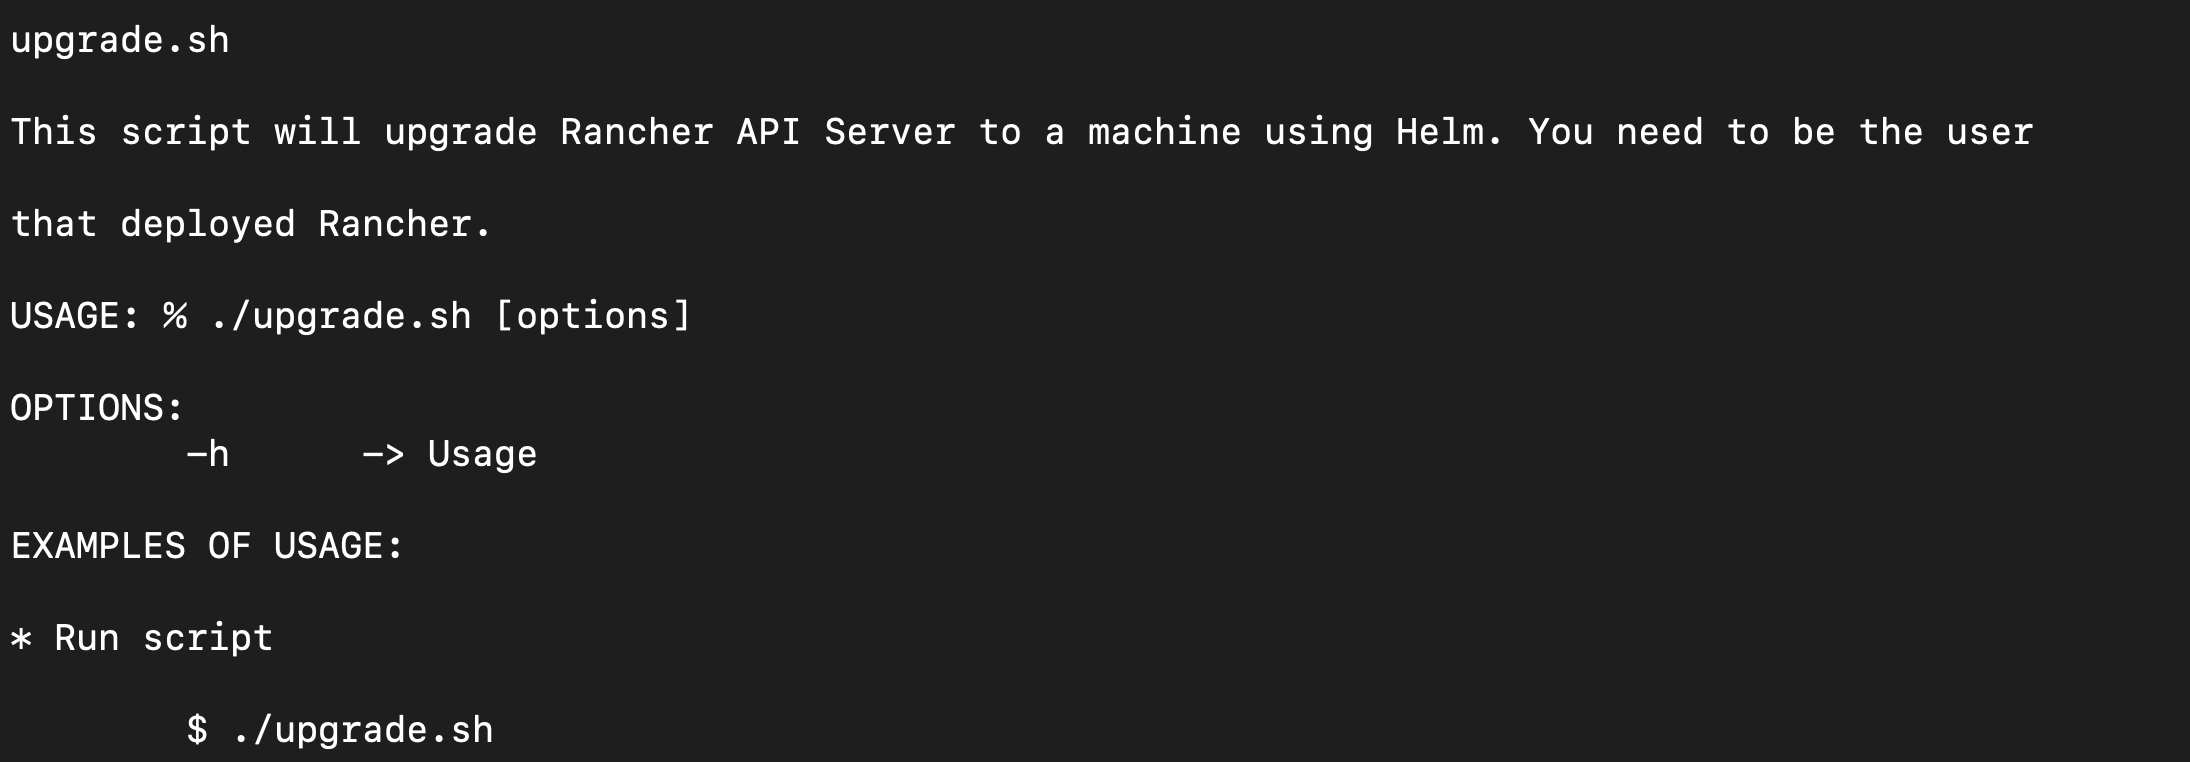 upgrade.sh
This script will upgrade Rancher API Server to a machine using Helm. You need to be the user
that deployed Rancher.
USAGE: % ./upgrade.sh [options]
OPTIONS:
-h -> Usage
EXAMPLES OF USAGE:
* Run script
$ ./upgrade.sh